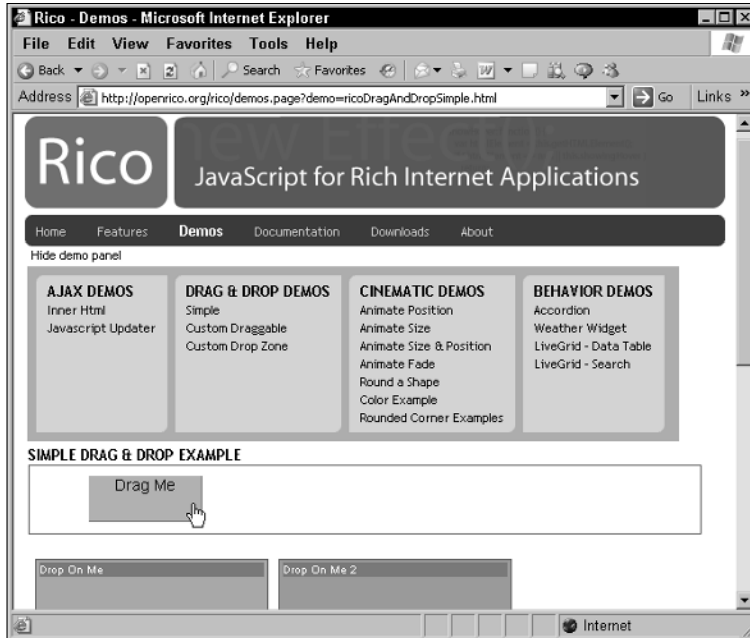 Rico - Demos - Microsoft Internet Explorer
File Edit View Favorites Tools Help
Back Search Favorites
Address http://openrico.org/rico/demos.page?demo=ricoDragAndDropSimple.html Go Links »
Rico
new Effect();
JavaScript for Rich Internet Applications
Home Features Demos Documentation Downloads About
Hide demo panel
AJAX DEMOS
Inner Html
Javascript Updater
DRAG & DROP DEMOS
Simple
Custom Draggable
Custom Drop Zone
CINEMATIC DEMOS
Animate Position
Animate Size
Animate Size & Position
Animate Fade
Round a Shape
Color Example
Rounded Corner Examples
BEHAVIOR DEMOS
Accordion
Weather Widget
LiveGrid - Data Table
LiveGrid - Search
SIMPLE DRAG & DROP EXAMPLE
Drag Me
Drop On Me
Drop On Me 2
Internet